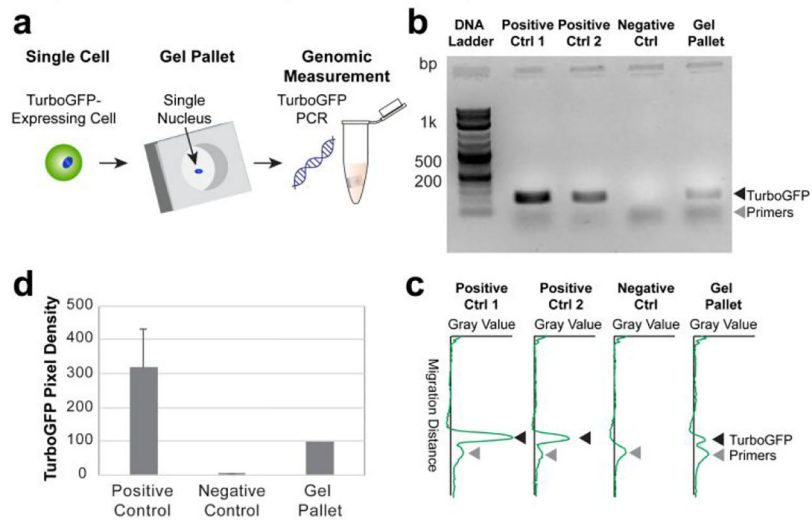 a
Single Cell
TurboGFP-
Expressing Cell
Gel Pallet
Single
Nucleus
Genomic
Measurement
TurboGFP
PCR
b
DNA
Ladder
Positive
Ctrl 1
Positive
Ctrl 2
Negative
Ctrl
Gel
Pallet
bp
1k
500
200
TurboGFP
Primers
d
TurboGFP Pixel Density
500
400
300
200
100
0
Positive
Control
Negative
Control
Gel
Pallet
c
Positive
Ctrl 1
Positive
Ctrl 2
Negative
Ctrl
Gel
Pallet
Gray Value
Gray Value
Gray Value
Gray Value
Migration Distance
TurboGFP
Primers